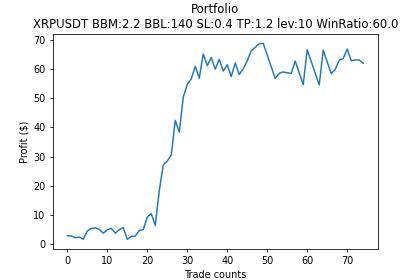 Portfolio
XRPUSDT BBM:2.2 BBL:140 SL:0.4 TP:1.2 lev:10 WinRatio:60.0
70
60
50
40
30
20
10
0
Profit ($)
0 10 20 30 40 50 60 70
Trade counts